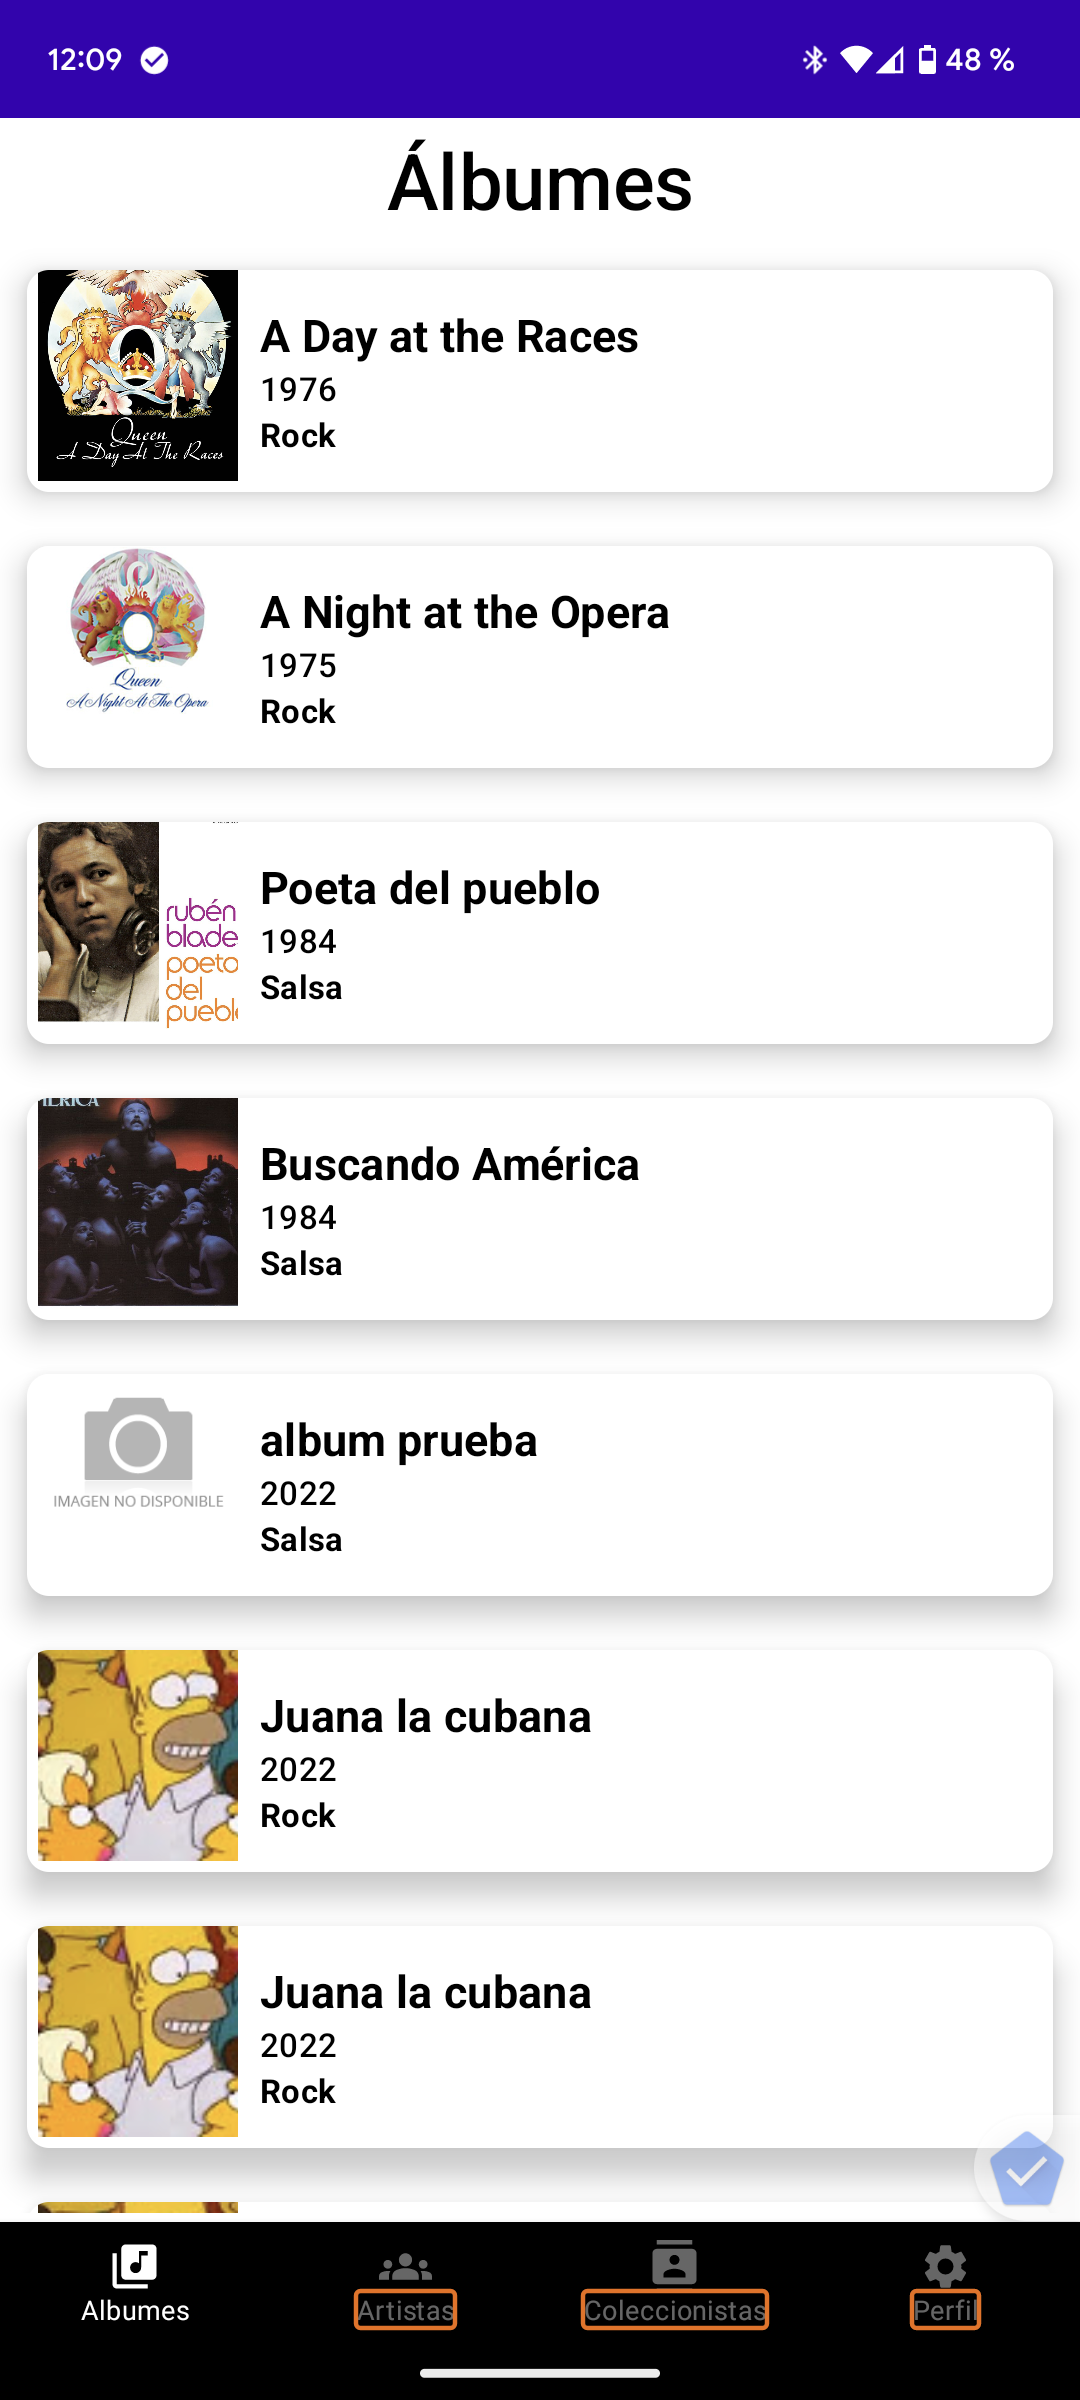 12:09
48 %
Álbumes
Queen
A Day At The Races
A Day at the Races
1976
Rock
Queen
A Night At The Opera
A Night at the Opera
1975
Rock
rubén
blade
poeta
del
pueblo
Poeta del pueblo
1984
Salsa
Buscando América
1984
Salsa
IMAGEN NO DISPONIBLE
album prueba
2022
Salsa
Juana la cubana
2022
Rock
Juana la cubana
2022
Rock
Albumes
Artistas
Coleccionistas
Perfil